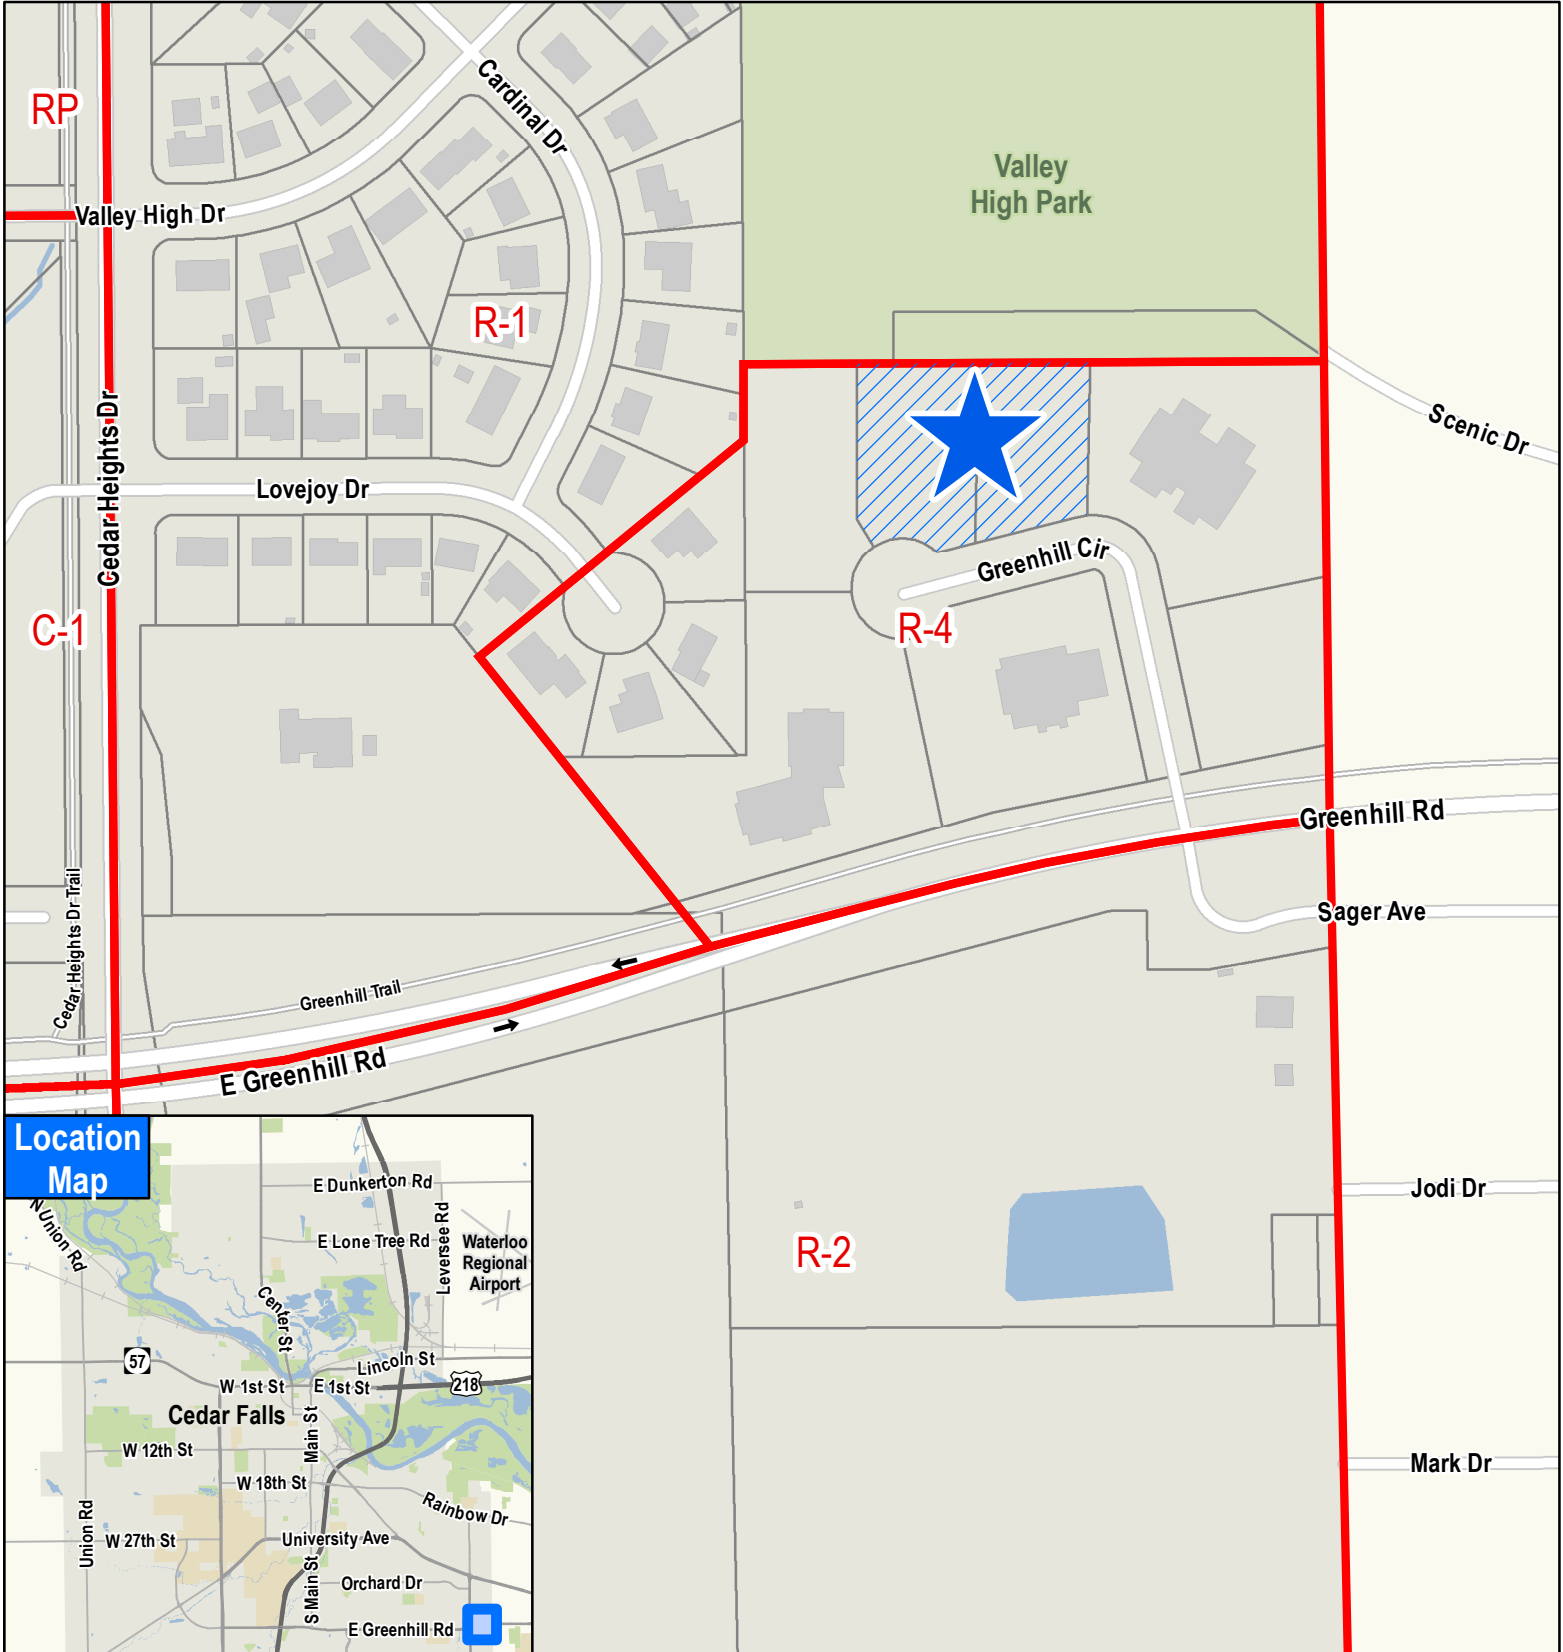 RP
Cardinal Dr
Valley
High Park
Valley High Dr
R-1
Cedar Heights Dr
Scenic Dr
Lovejoy Dr
Greenhill Cir
C-1
R-4
Greenhill Rd
Cedar Heights Dr Trail
Sager Ave
Greenhill Trail
E Greenhill Rd
Jodi Dr
R-2
Mark Dr
Location
Map
N Union Rd
E Dunkerton Rd
Leversee Rd
E Lone Tree Rd
Waterloo
Regional
Airport
Center St
57
Lincoln St
W 1st St
E 1st St
218
Cedar Falls
Main St
W 12th St
W 18th St
Rainbow Dr
Union Rd
W 27th St
University Ave
S Main St
Orchard Dr
E Greenhill Rd